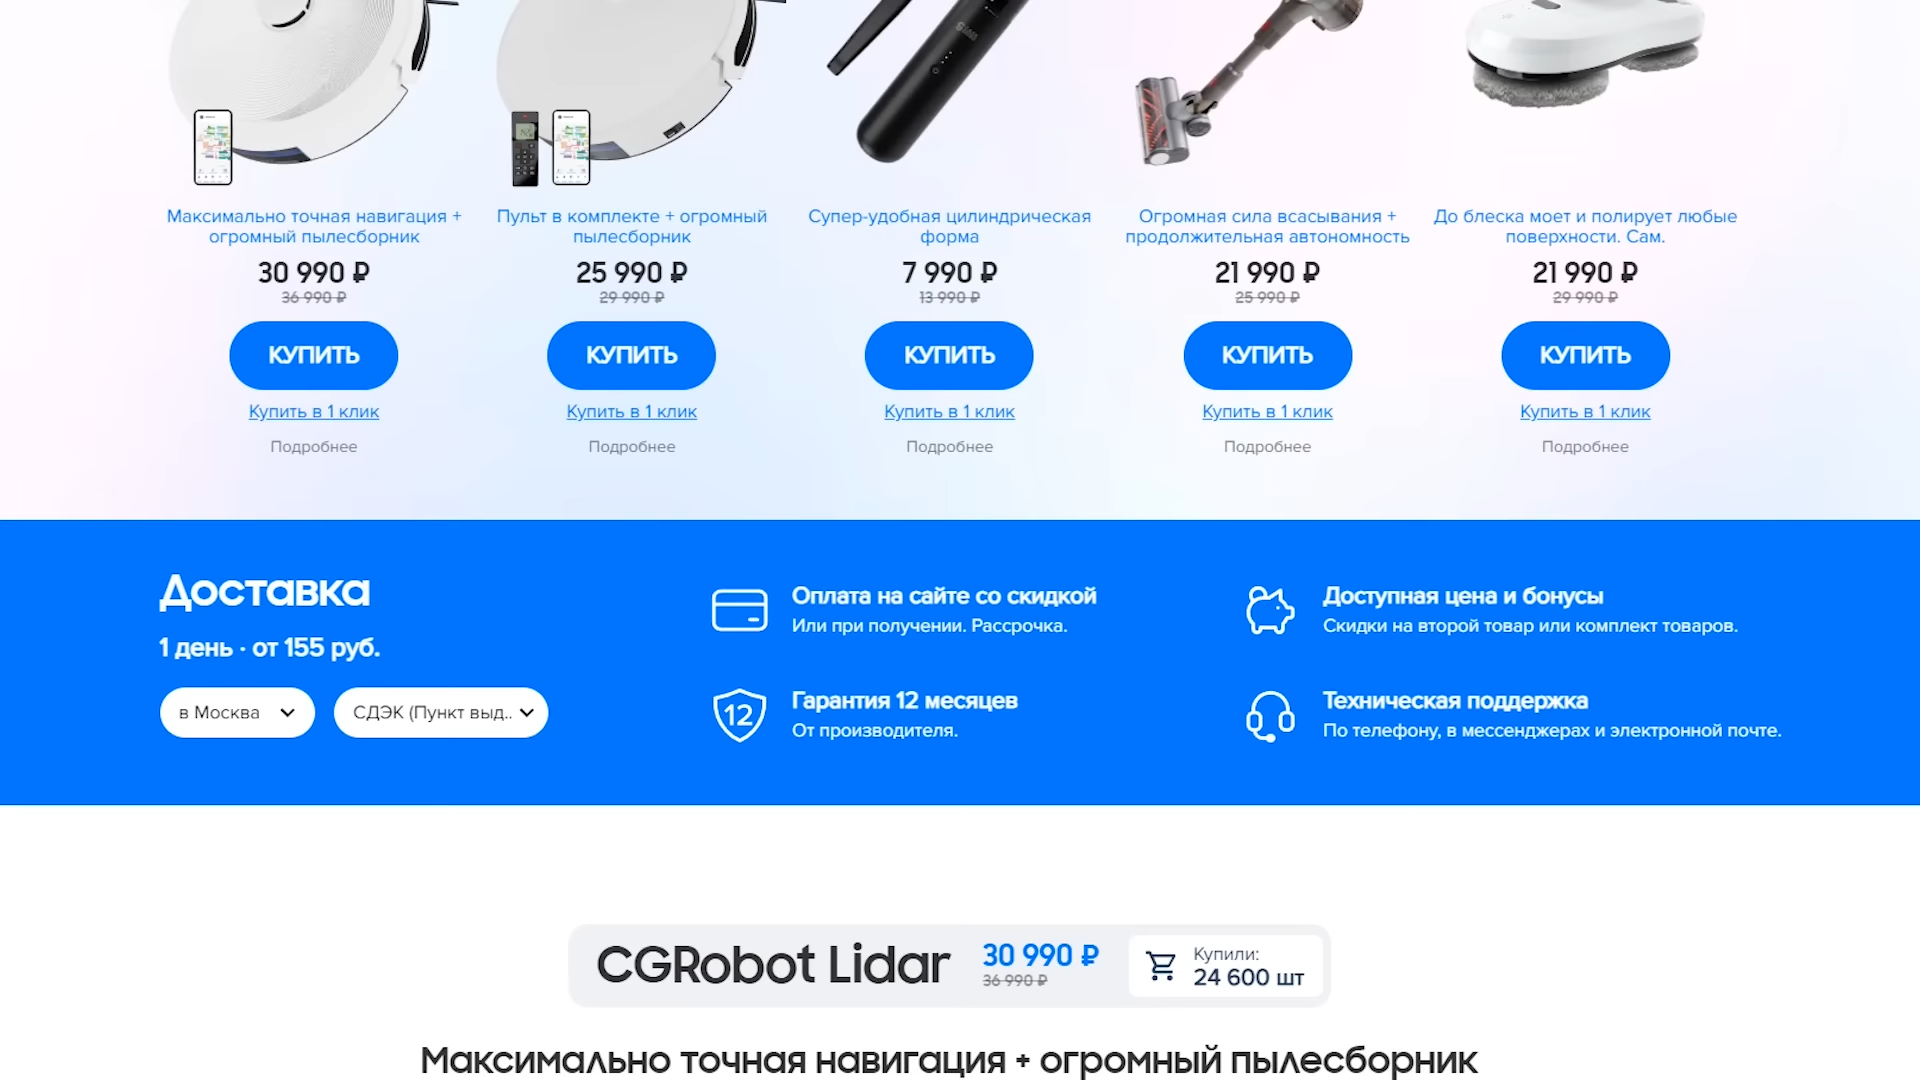 Максимально точная навигация +
огромный пылесборник
30 990 ₽
36 990 ₽
КУПИТЬ
Купить в 1 клик
Подробнее
Пульт в комплекте + огромный
пылесборник
25 990 ₽
29 990 ₽
КУПИТЬ
Купить в 1 клик
Подробнее
Супер-удобная цилиндрическая
форма
7 990 ₽
13 990 ₽
КУПИТЬ
Купить в 1 клик
Подробнее
Огромная сила всасывания +
продолжительная автономность
21 990 ₽
25 990 ₽
КУПИТЬ
Купить в 1 клик
Подробнее
До блеска моет и полирует любые
поверхности. Сам.
21 990 ₽
29 990 ₽
КУПИТЬ
Купить в 1 клик
Подробнее
Доставка
1 день · от 155 руб.
в Москва
СДЭК (Пункт выд..
Оплата на сайте со скидкой
Или при получении. Рассрочка.
12
Гарантия 12 месяцев
От производителя.
Доступная цена и бонусы
Скидки на второй товар или комплект товаров.
Техническая поддержка
По телефону, в мессенджерах и электронной почте.
CGRobot Lidar
30 990 ₽
36 990 ₽
Купили:
24 600 шт
Максимально точная навигация + огромный пылесборник